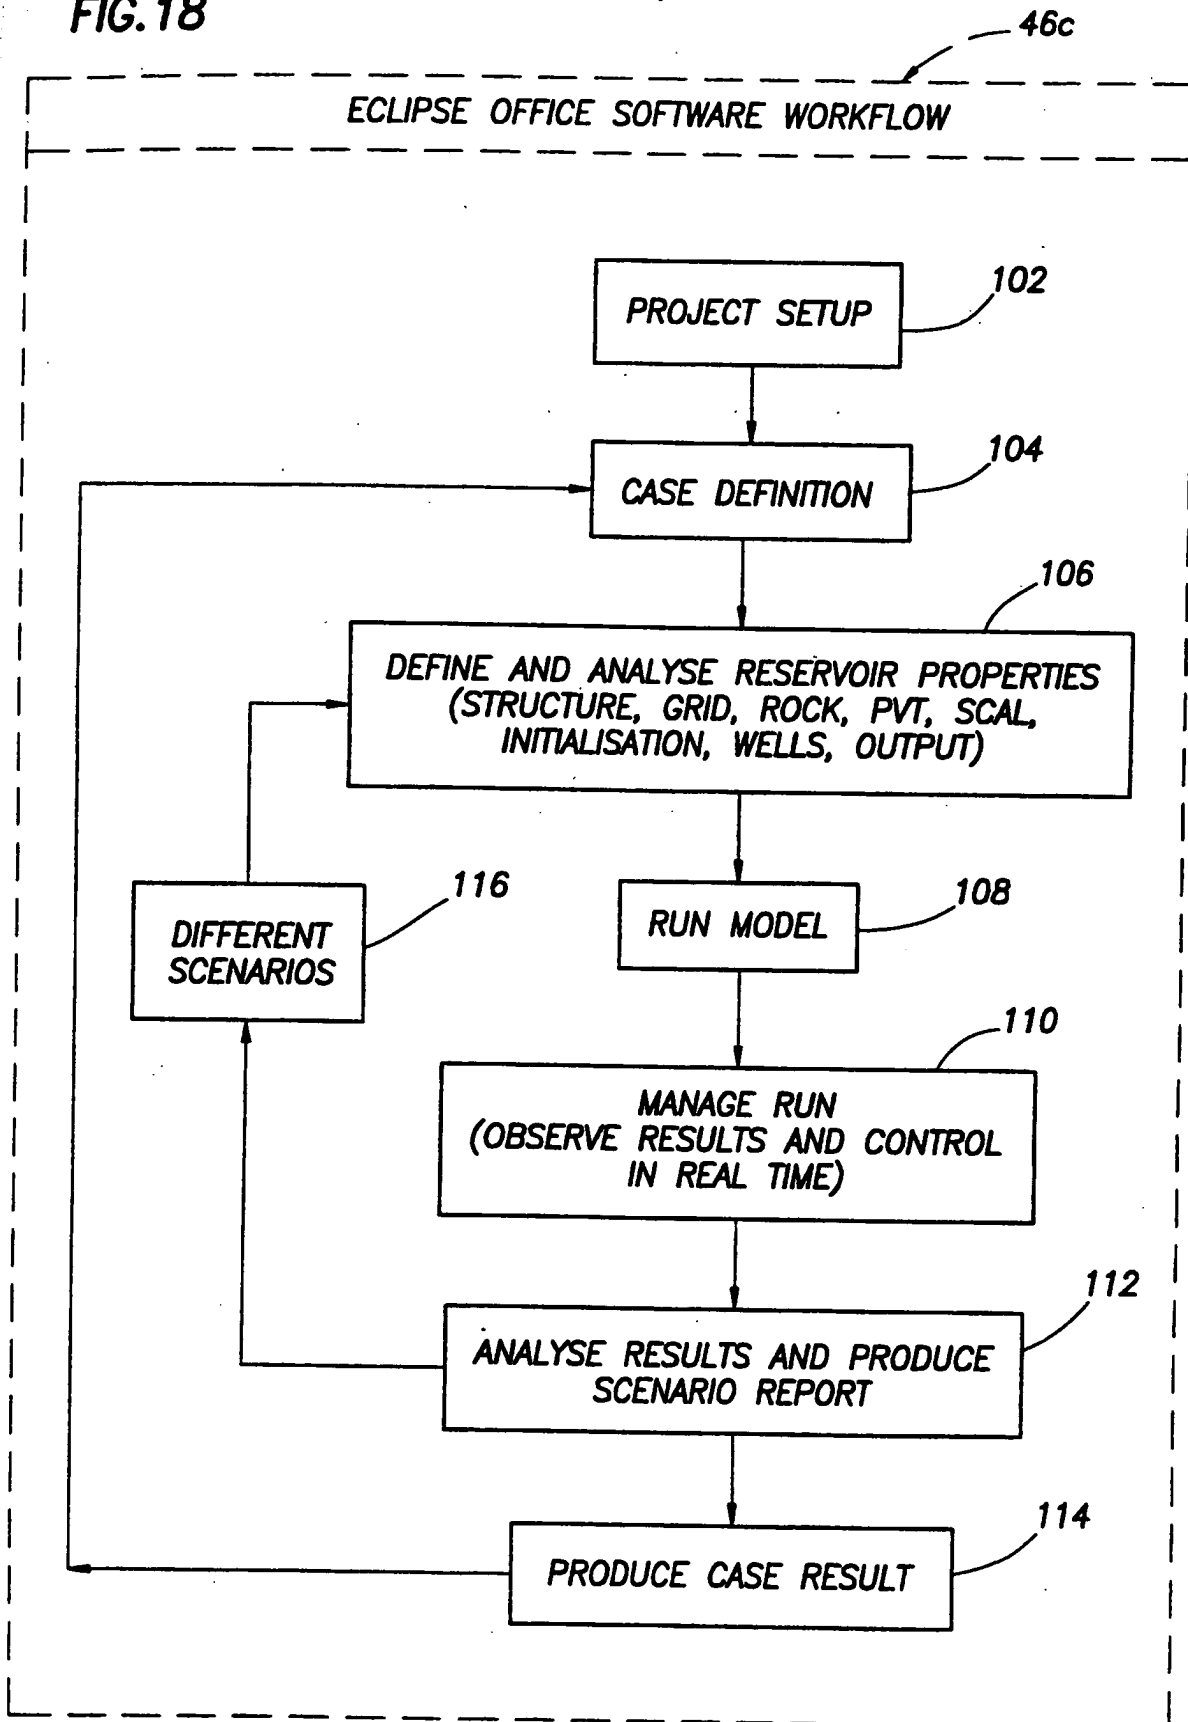 FIG.18
46c
ECLIPSE OFFICE SOFTWARE WORKFLOW
PROJECT SETUP
102
CASE DEFINITION
104
106
DEFINE AND ANALYSE RESERVOIR PROPERTIES
(STRUCTURE, GRID, ROCK, PVT, SCAL,
INITIALISATION, WELLS, OUTPUT)
116
DIFFERENT
SCENARIOS
RUN MODEL
108
110
MANAGE RUN
(OBSERVE RESULTS AND CONTROL
IN REAL TIME)
112
ANALYSE RESULTS AND PRODUCE
SCENARIO REPORT
114
PRODUCE CASE RESULT